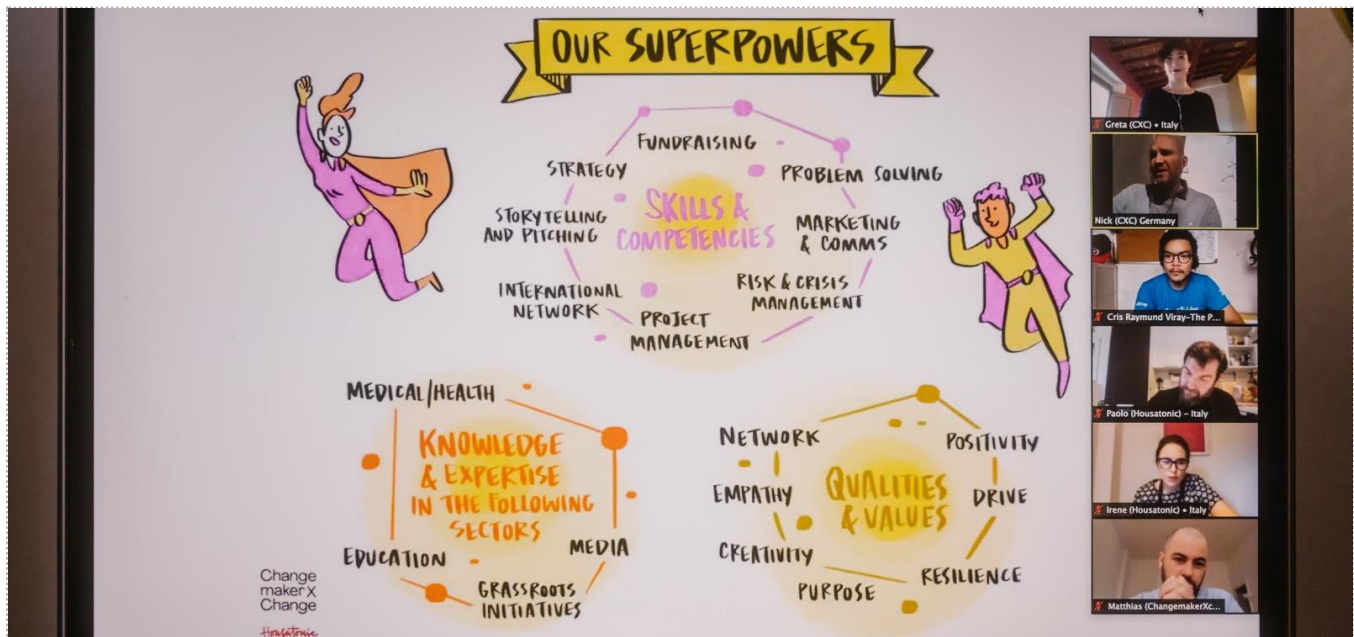 OUR SUPERPOWERS
FUNDRAISING
STRATEGY
PROBLEM SOLVING
SKILLS &
COMPETENCIES
STORYTELLING
AND PITCHING
MARKETING
& COMMS
INTERNATIONAL
NETWORK
RISK & CRISIS
MANAGEMENT
PROJECT
MANAGEMENT
MEDICAL/HEALTH
KNOWLEDGE
& EXPERTISE
IN THE FOLLOWING
SECTORS
EDUCATION
MEDIA
GRASSROOTS
INITIATIVES
NETWORK
POSITIVITY
EMPATHY
QUALITIES
& VALUES
DRIVE
CREATIVITY
PURPOSE
RESILIENCE
Change
maker X
Change
Housatonic
Greta (CXC) • Italy
Nick (CXC) Germany
Cris Raymund Viray-The P...
Paolo (Housatonic) – Italy
Irene (Housatonic) • Italy
Matthias (ChangemakerXc...